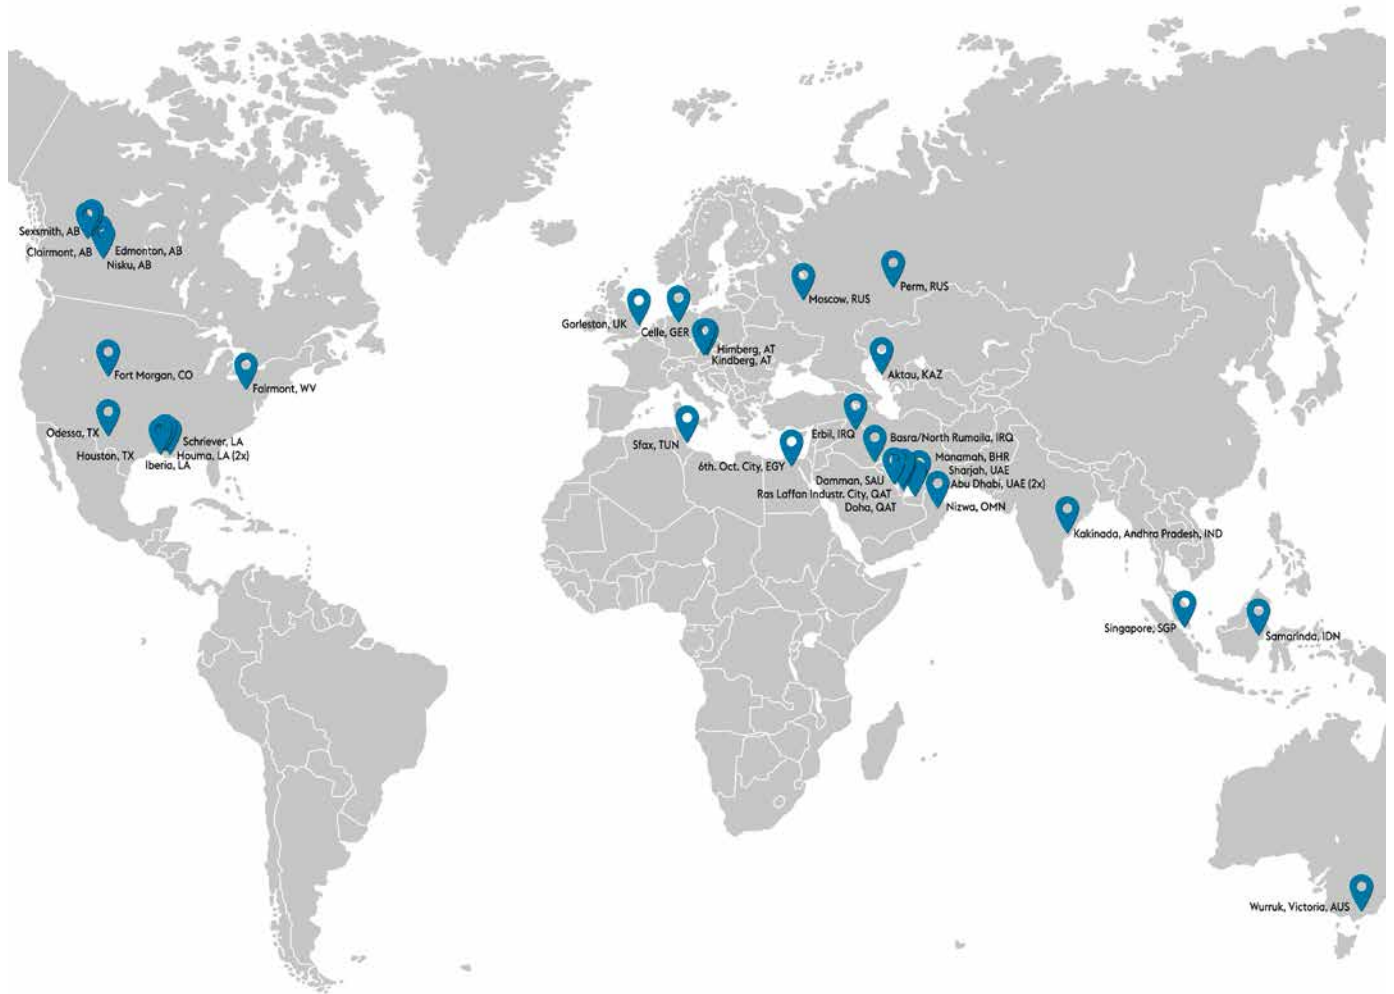 Sexsmith, AB
Clairmont, AB
Edmonton, AB
Nisku, AB
Fort Morgan, CO
Fairmont, WV
Odessa, TX
Houston, TX
Schriever, LA
Houma, LA (2x)
Iberia, LA
Gorleston, UK
Celle, GER
Himberg, AT
Kindberg, AT
Moscow, RUS
Perm, RUS
Aktau, KAZ
Sfax, TUN
6th. Oct. City, EGY
Erbil, IRQ
Basra/North Rumaila, IRQ
Manamah, BHR
Sharjah, UAE
Abu Dhabi, UAE (2x)
Damman, SAU
Ras Laffan Industr. City, QAT
Doha, QAT
Nizwa, OMN
Kakinada, Andhra Pradesh, IND
Singapore, SGP
Samarinda, IDN
Wurruk, Victoria, AUS